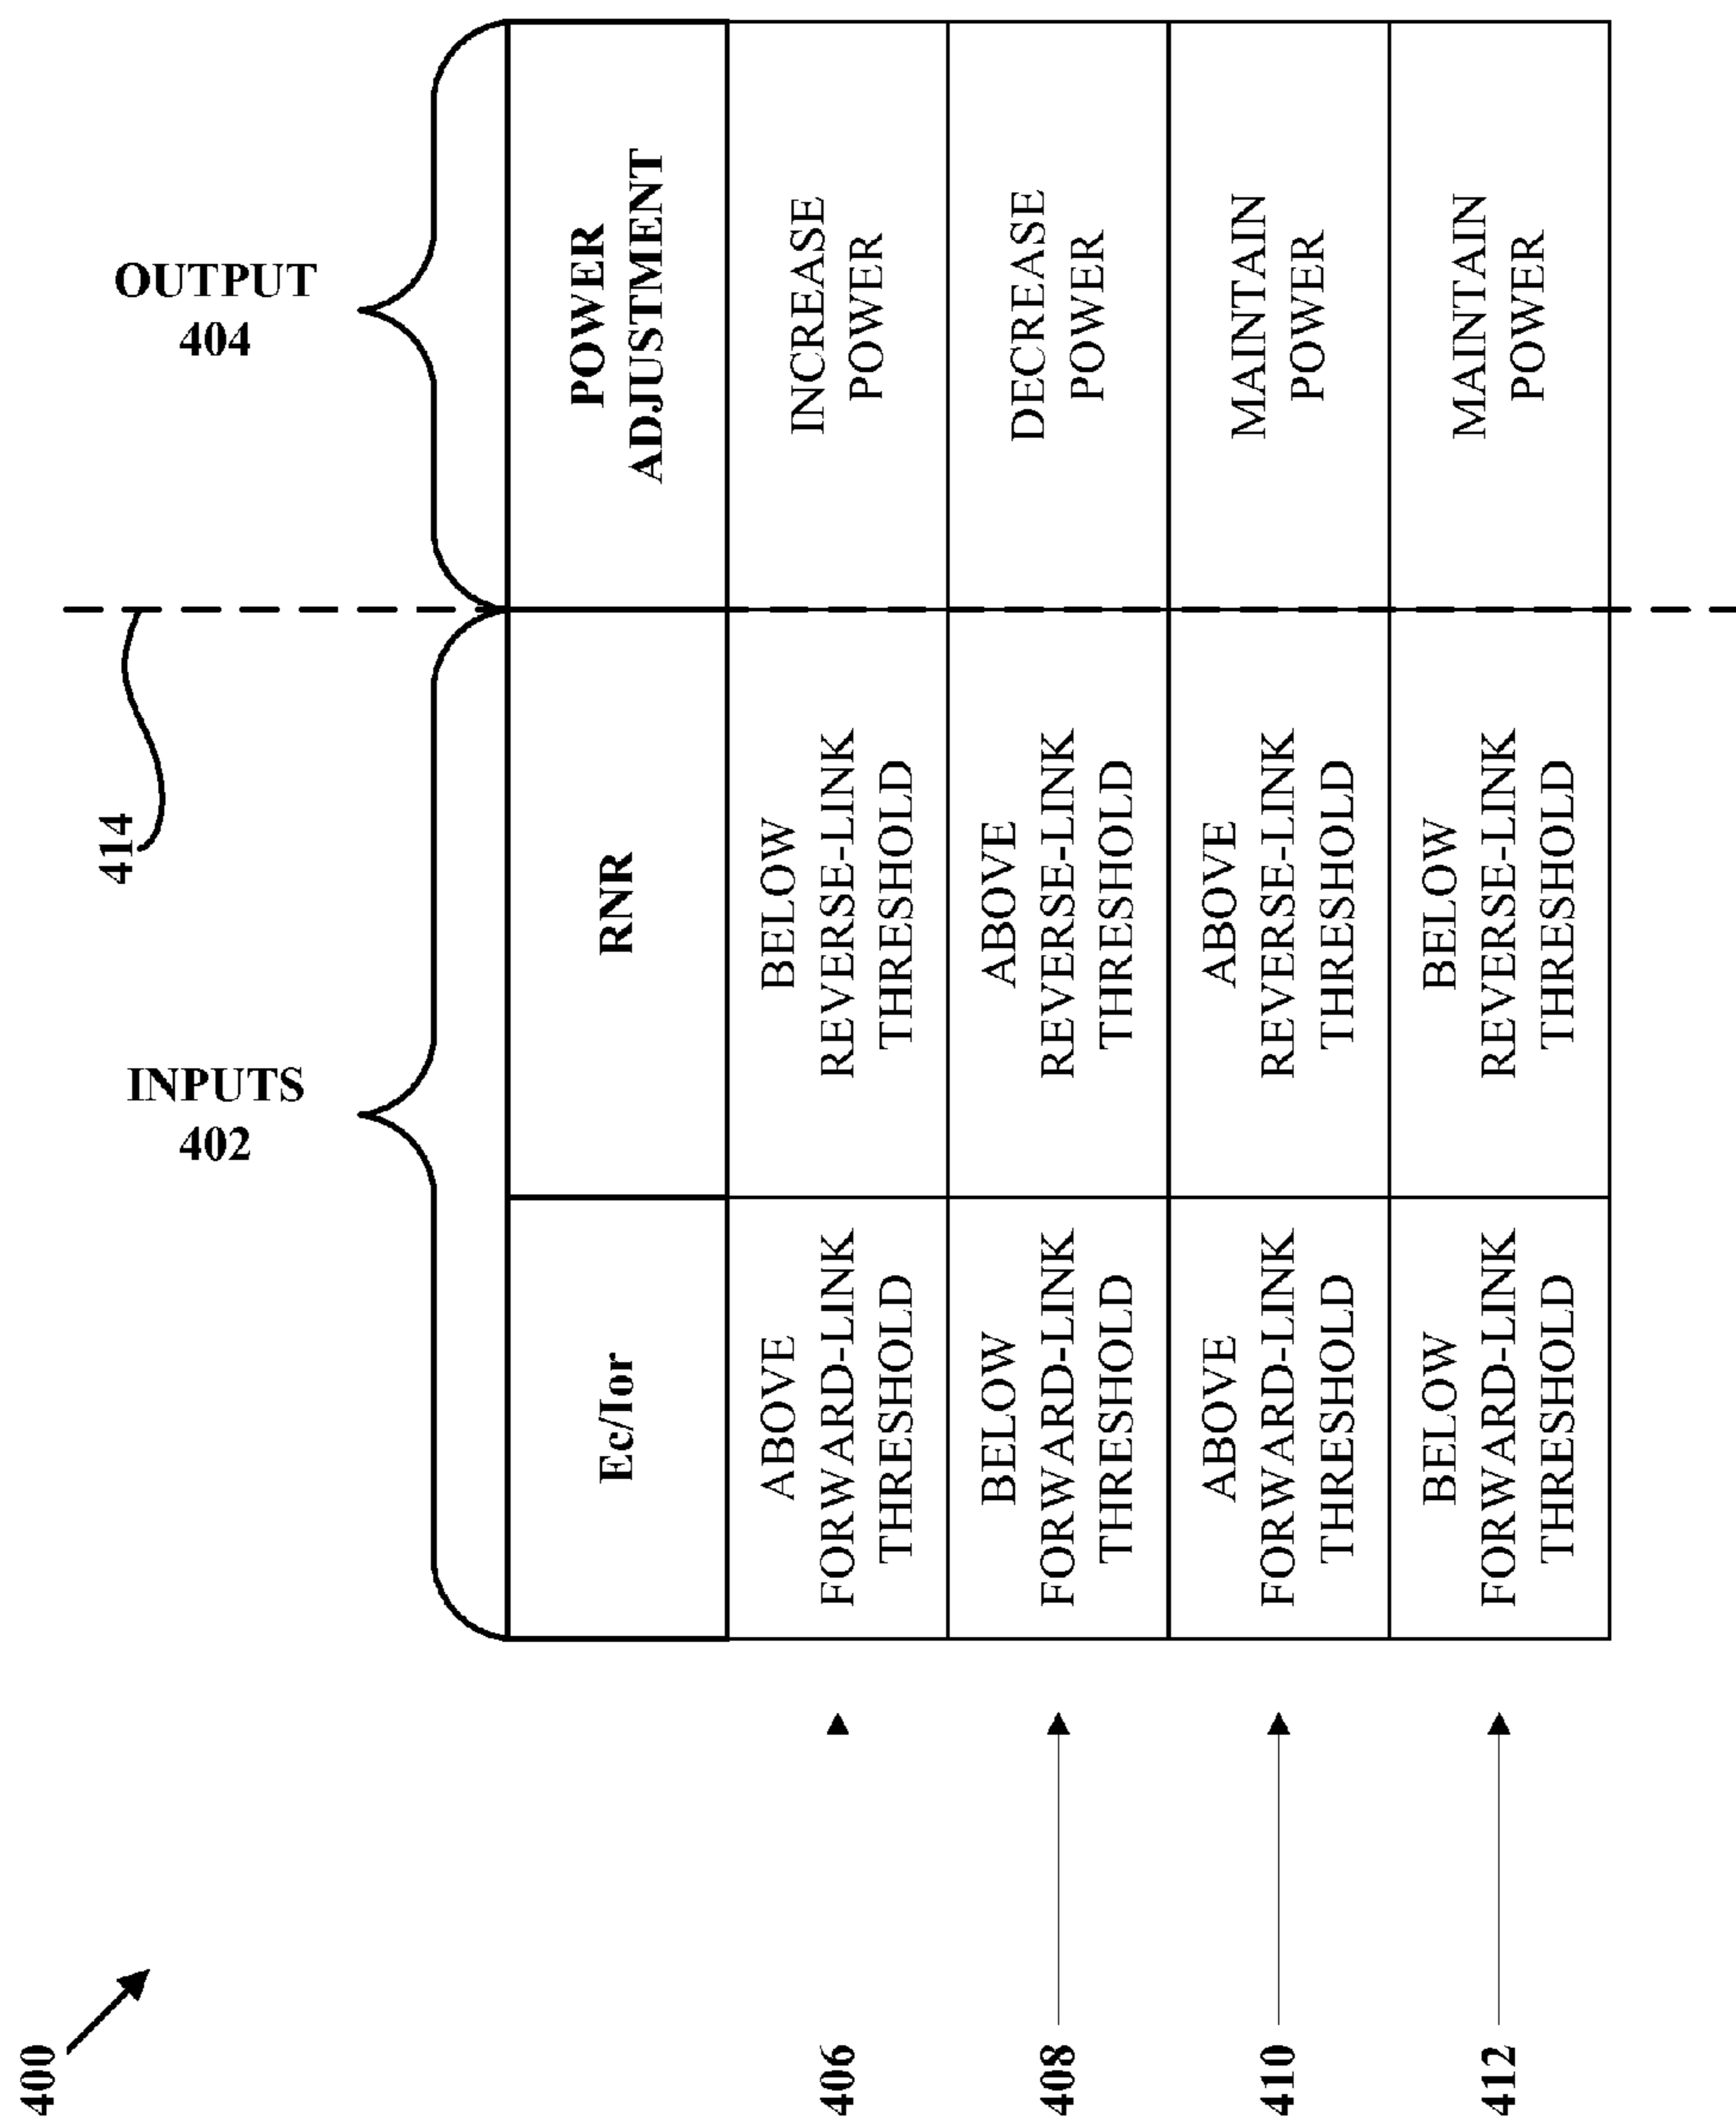 400
414
INPUTS
402
OUTPUT
404
Ec/Ior
RNR
POWER
ADJUSTMENT
406
ABOVE
FORWARD-LINK
THRESHOLD
BELOW
REVERSE-LINK
THRESHOLD
INCREASE
POWER
408
BELOW
FORWARD-LINK
THRESHOLD
ABOVE
REVERSE-LINK
THRESHOLD
DECREASE
POWER
410
ABOVE
FORWARD-LINK
THRESHOLD
ABOVE
REVERSE-LINK
THRESHOLD
MAINTAIN
POWER
412
BELOW
FORWARD-LINK
THRESHOLD
BELOW
REVERSE-LINK
THRESHOLD
MAINTAIN
POWER